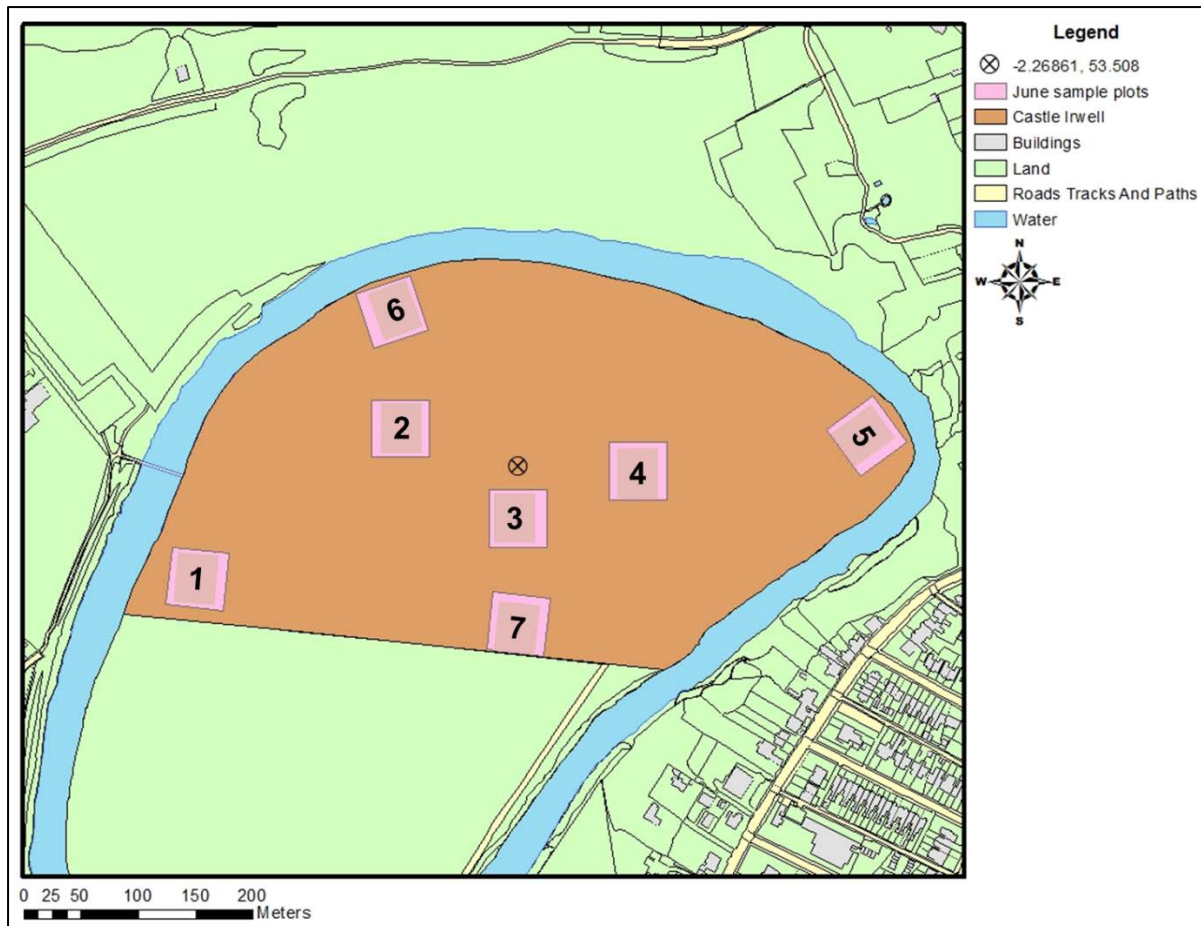 Legend
-2.26861, 53.508
June sample plots
Castle Irwell
Buildings
Land
Roads Tracks And Paths
Water
N
W E
S
6
2
5
4
3
1
7
0 25 50 100 150 200
Meters